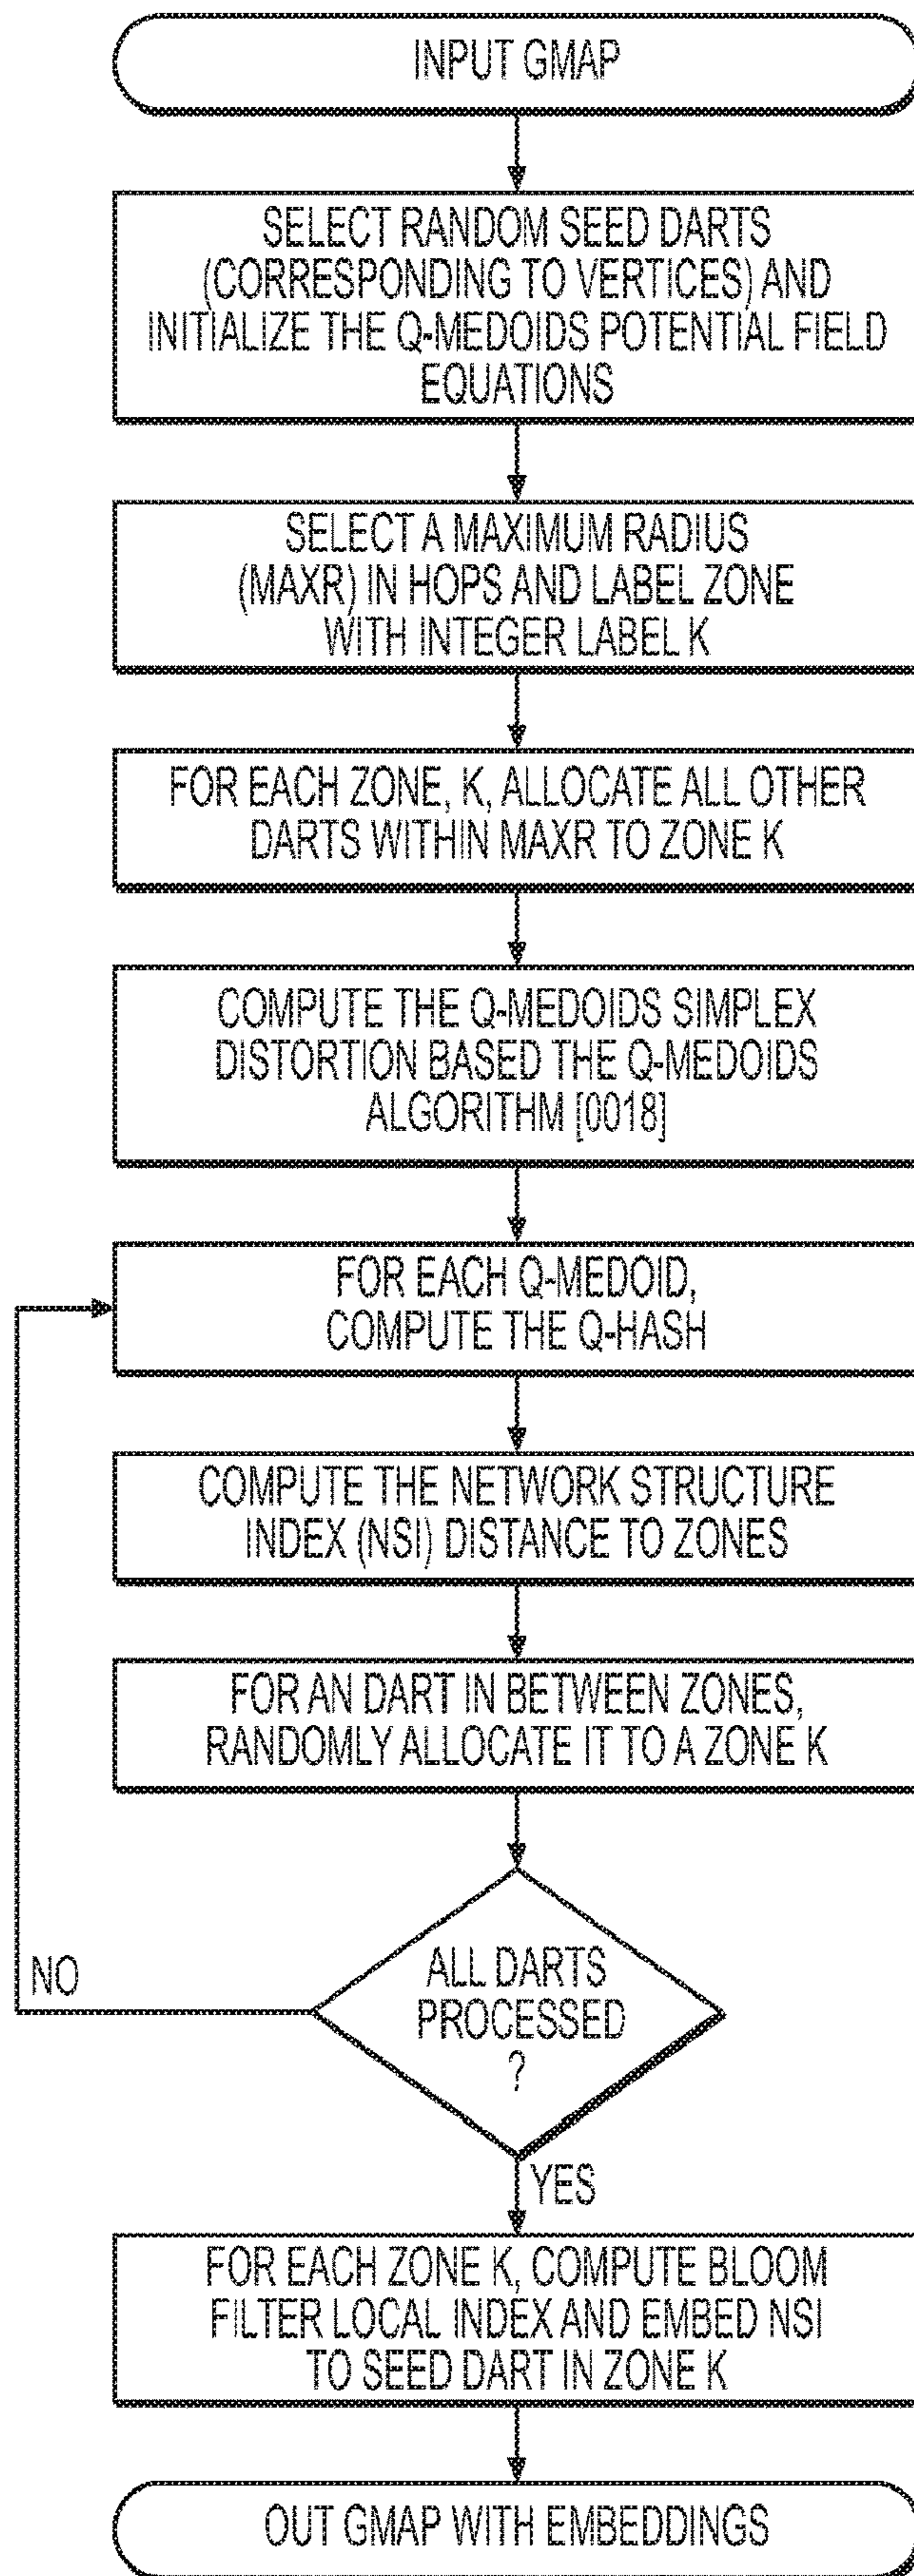 INPUT GMAP
SELECT RANDOM SEED DARTS
(CORRESPONDING TO VERTICES) AND
INITIALIZE THE Q-MEDOIDS POTENTIAL FIELD
EQUATIONS
SELECT A MAXIMUM RADIUS
(MAXR) IN HOPS AND LABEL ZONE
WITH INTEGER LABEL K
FOR EACH ZONE, K, ALLOCATE ALL OTHER
DARTS WITHIN MAXR TO ZONE K
COMPUTE THE Q-MEDOIDS SIMPLEX
DISTORTION BASED THE Q-MEDOIDS
ALGORITHM [0018]
FOR EACH Q-MEDOID,
COMPUTE THE Q-HASH
COMPUTE THE NETWORK STRUCTURE
INDEX (NSI) DISTANCE TO ZONES
FOR AN DART IN BETWEEN ZONES,
RANDOMLY ALLOCATE IT TO A ZONE K
ALL DARTS
PROCESSED
?
NO
YES
FOR EACH ZONE K, COMPUTE BLOOM
FILTER LOCAL INDEX AND EMBED NSI
TO SEED DART IN ZONE K
OUT GMAP WITH EMBEDDINGS